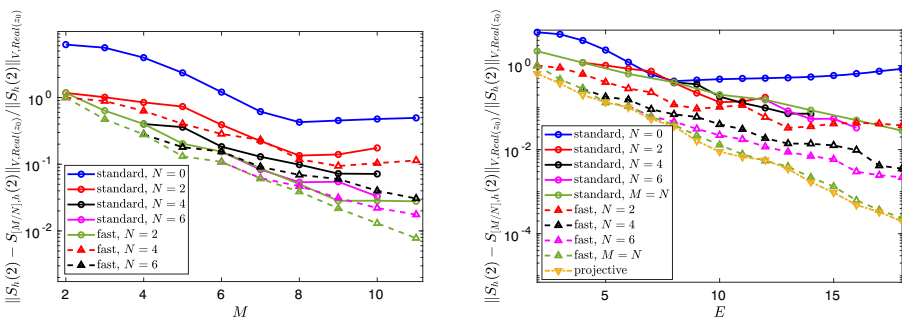 ||S_h(2) − S_{[M/N],h}(2)||_{V,Real(z_0)}/||S_h(2)||_{V,Real(z_0)}
10^0
10^{-1}
10^{-2}
standard, N = 0
standard, N = 2
standard, N = 4
standard, N = 6
fast, N = 2
fast, N = 4
fast, N = 6
2 4 6 8 10
M
||S_h(2) − S_{[M/N],h}(2)||_{V,Real(z_0)}/||S_h(2)||_{V,Real(z_0)}
10^0
10^{-2}
10^{-4}
standard, N = 0
standard, N = 2
standard, N = 4
standard, N = 6
standard, M = N
fast, N = 2
fast, N = 4
fast, N = 6
fast, M = N
projective
5 10 15
E